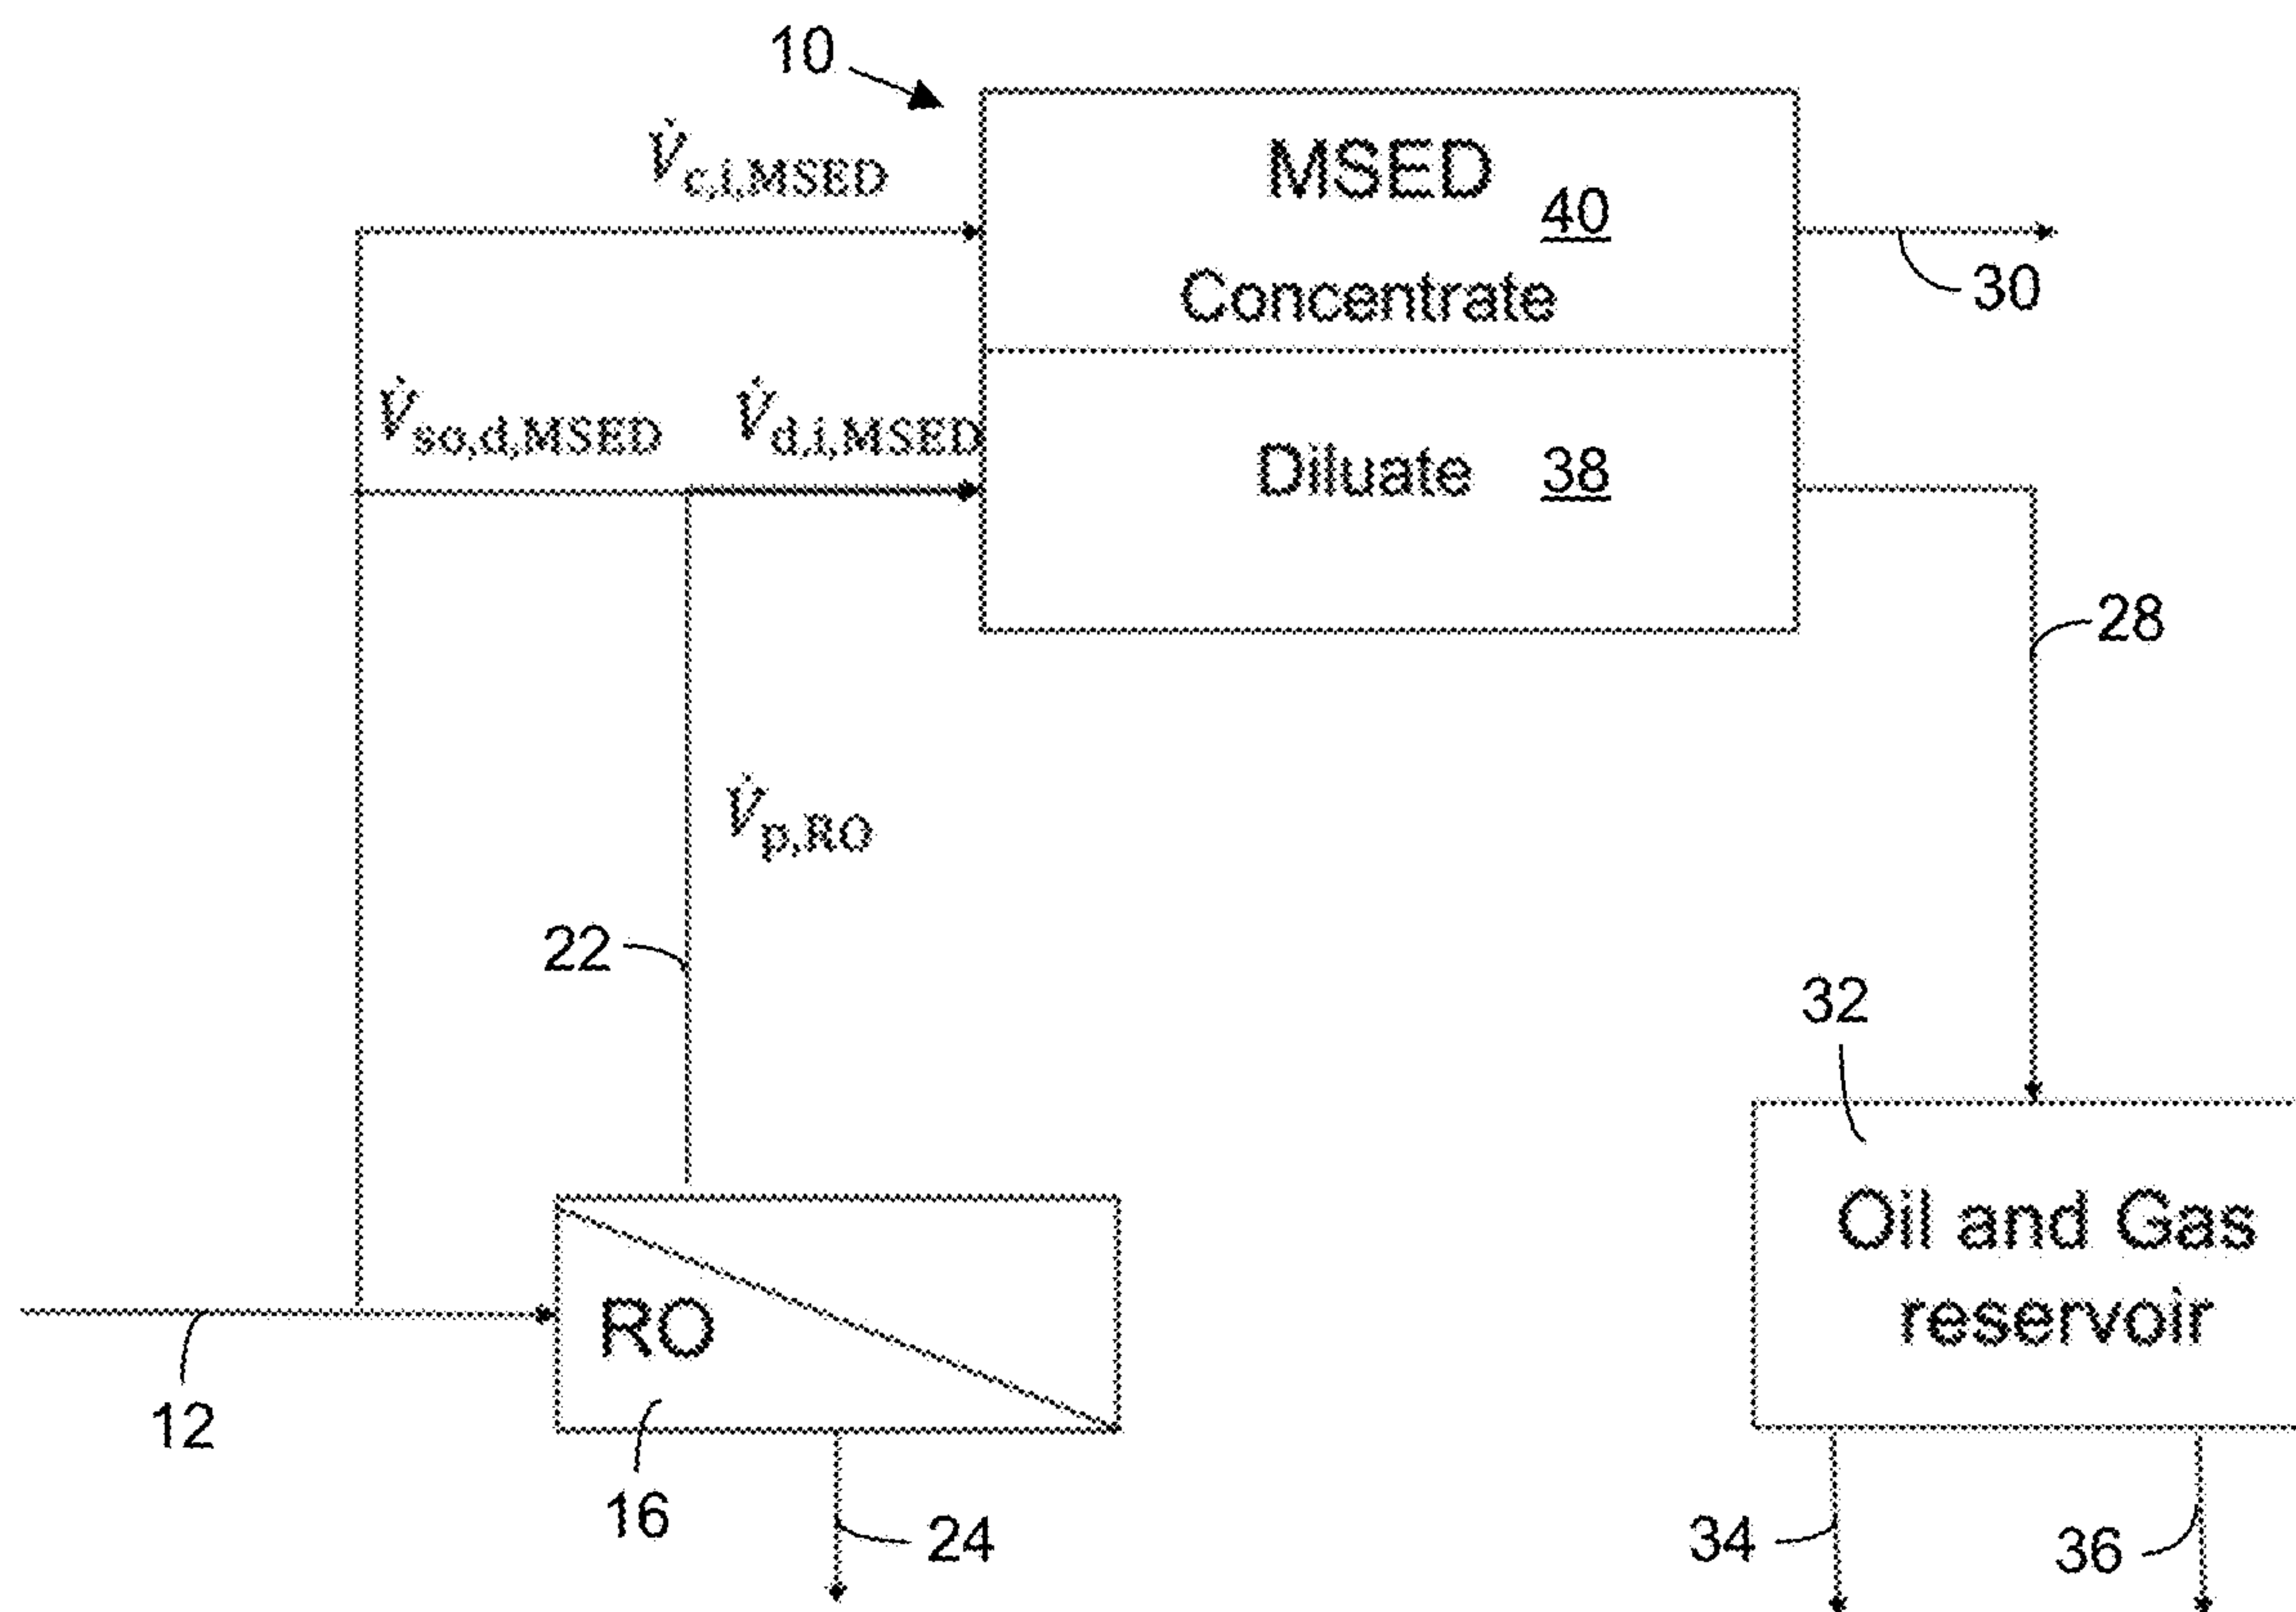 10
V̇c,i,MSED
MSED
40
Concentrate
30
V̇so,d,MSED
V̇d,i,MSED
Diluate
38
28
V̇p,RO
22
32
Oil and Gas
reservoir
RO
12
16
24
34
36